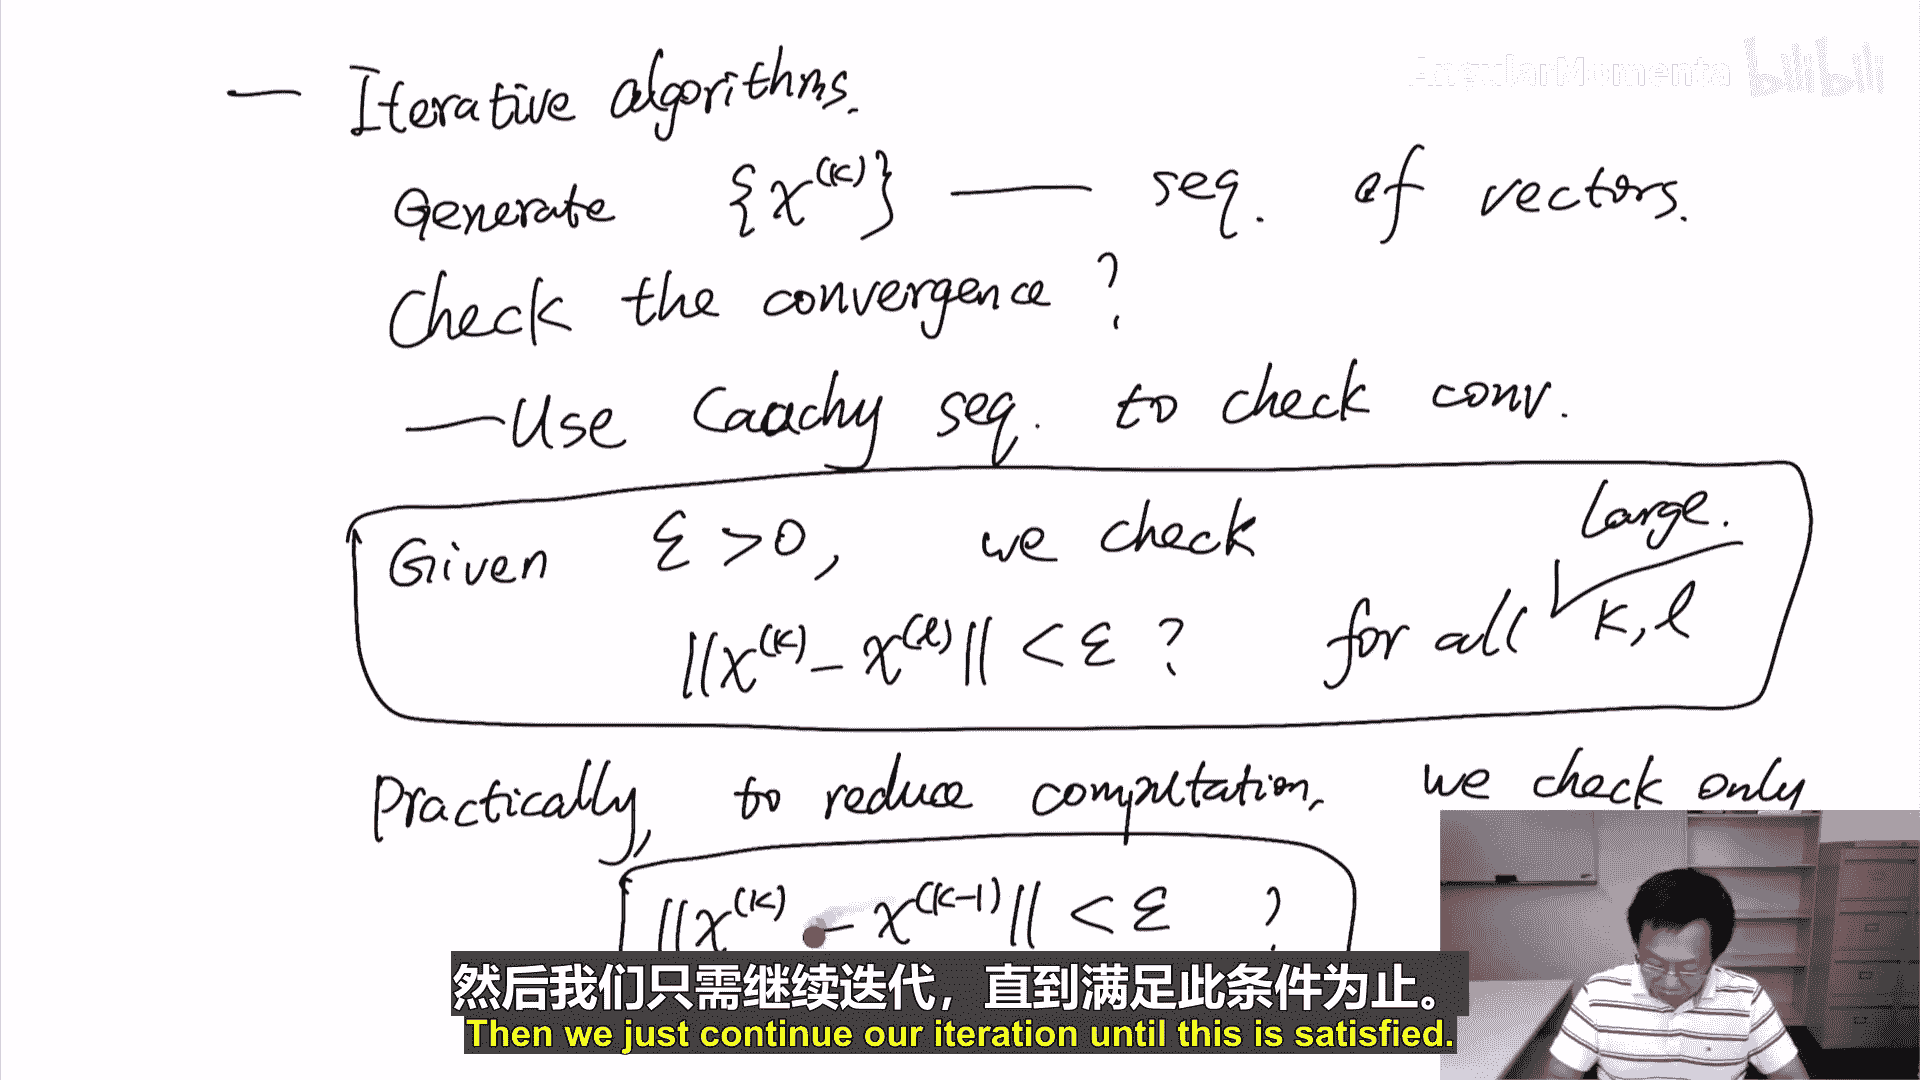 AngularMomenta bilibili
— Iterative algorithms.
Generate {x^(k)} — seq. of vectors.
Check the convergence ?
— Use Caachy seq. to check conv.
Large.
Given ε > 0, we check
||x^(k) - x^(l)|| < ε ? for all k, l
Practically, to reduce computation, we check only
||x^(k) - x^(k-1)|| < ε ?
然后我们只需继续迭代，直到满足此条件为止。
Then we just continue our iteration until this is satisfied.